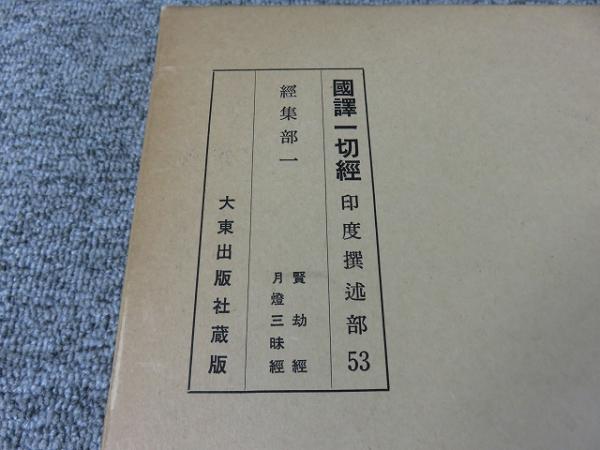 國譯一切經 印度撰述部 53
經集部一
賢劫經
月燈三昧經
大東出版社蔵版